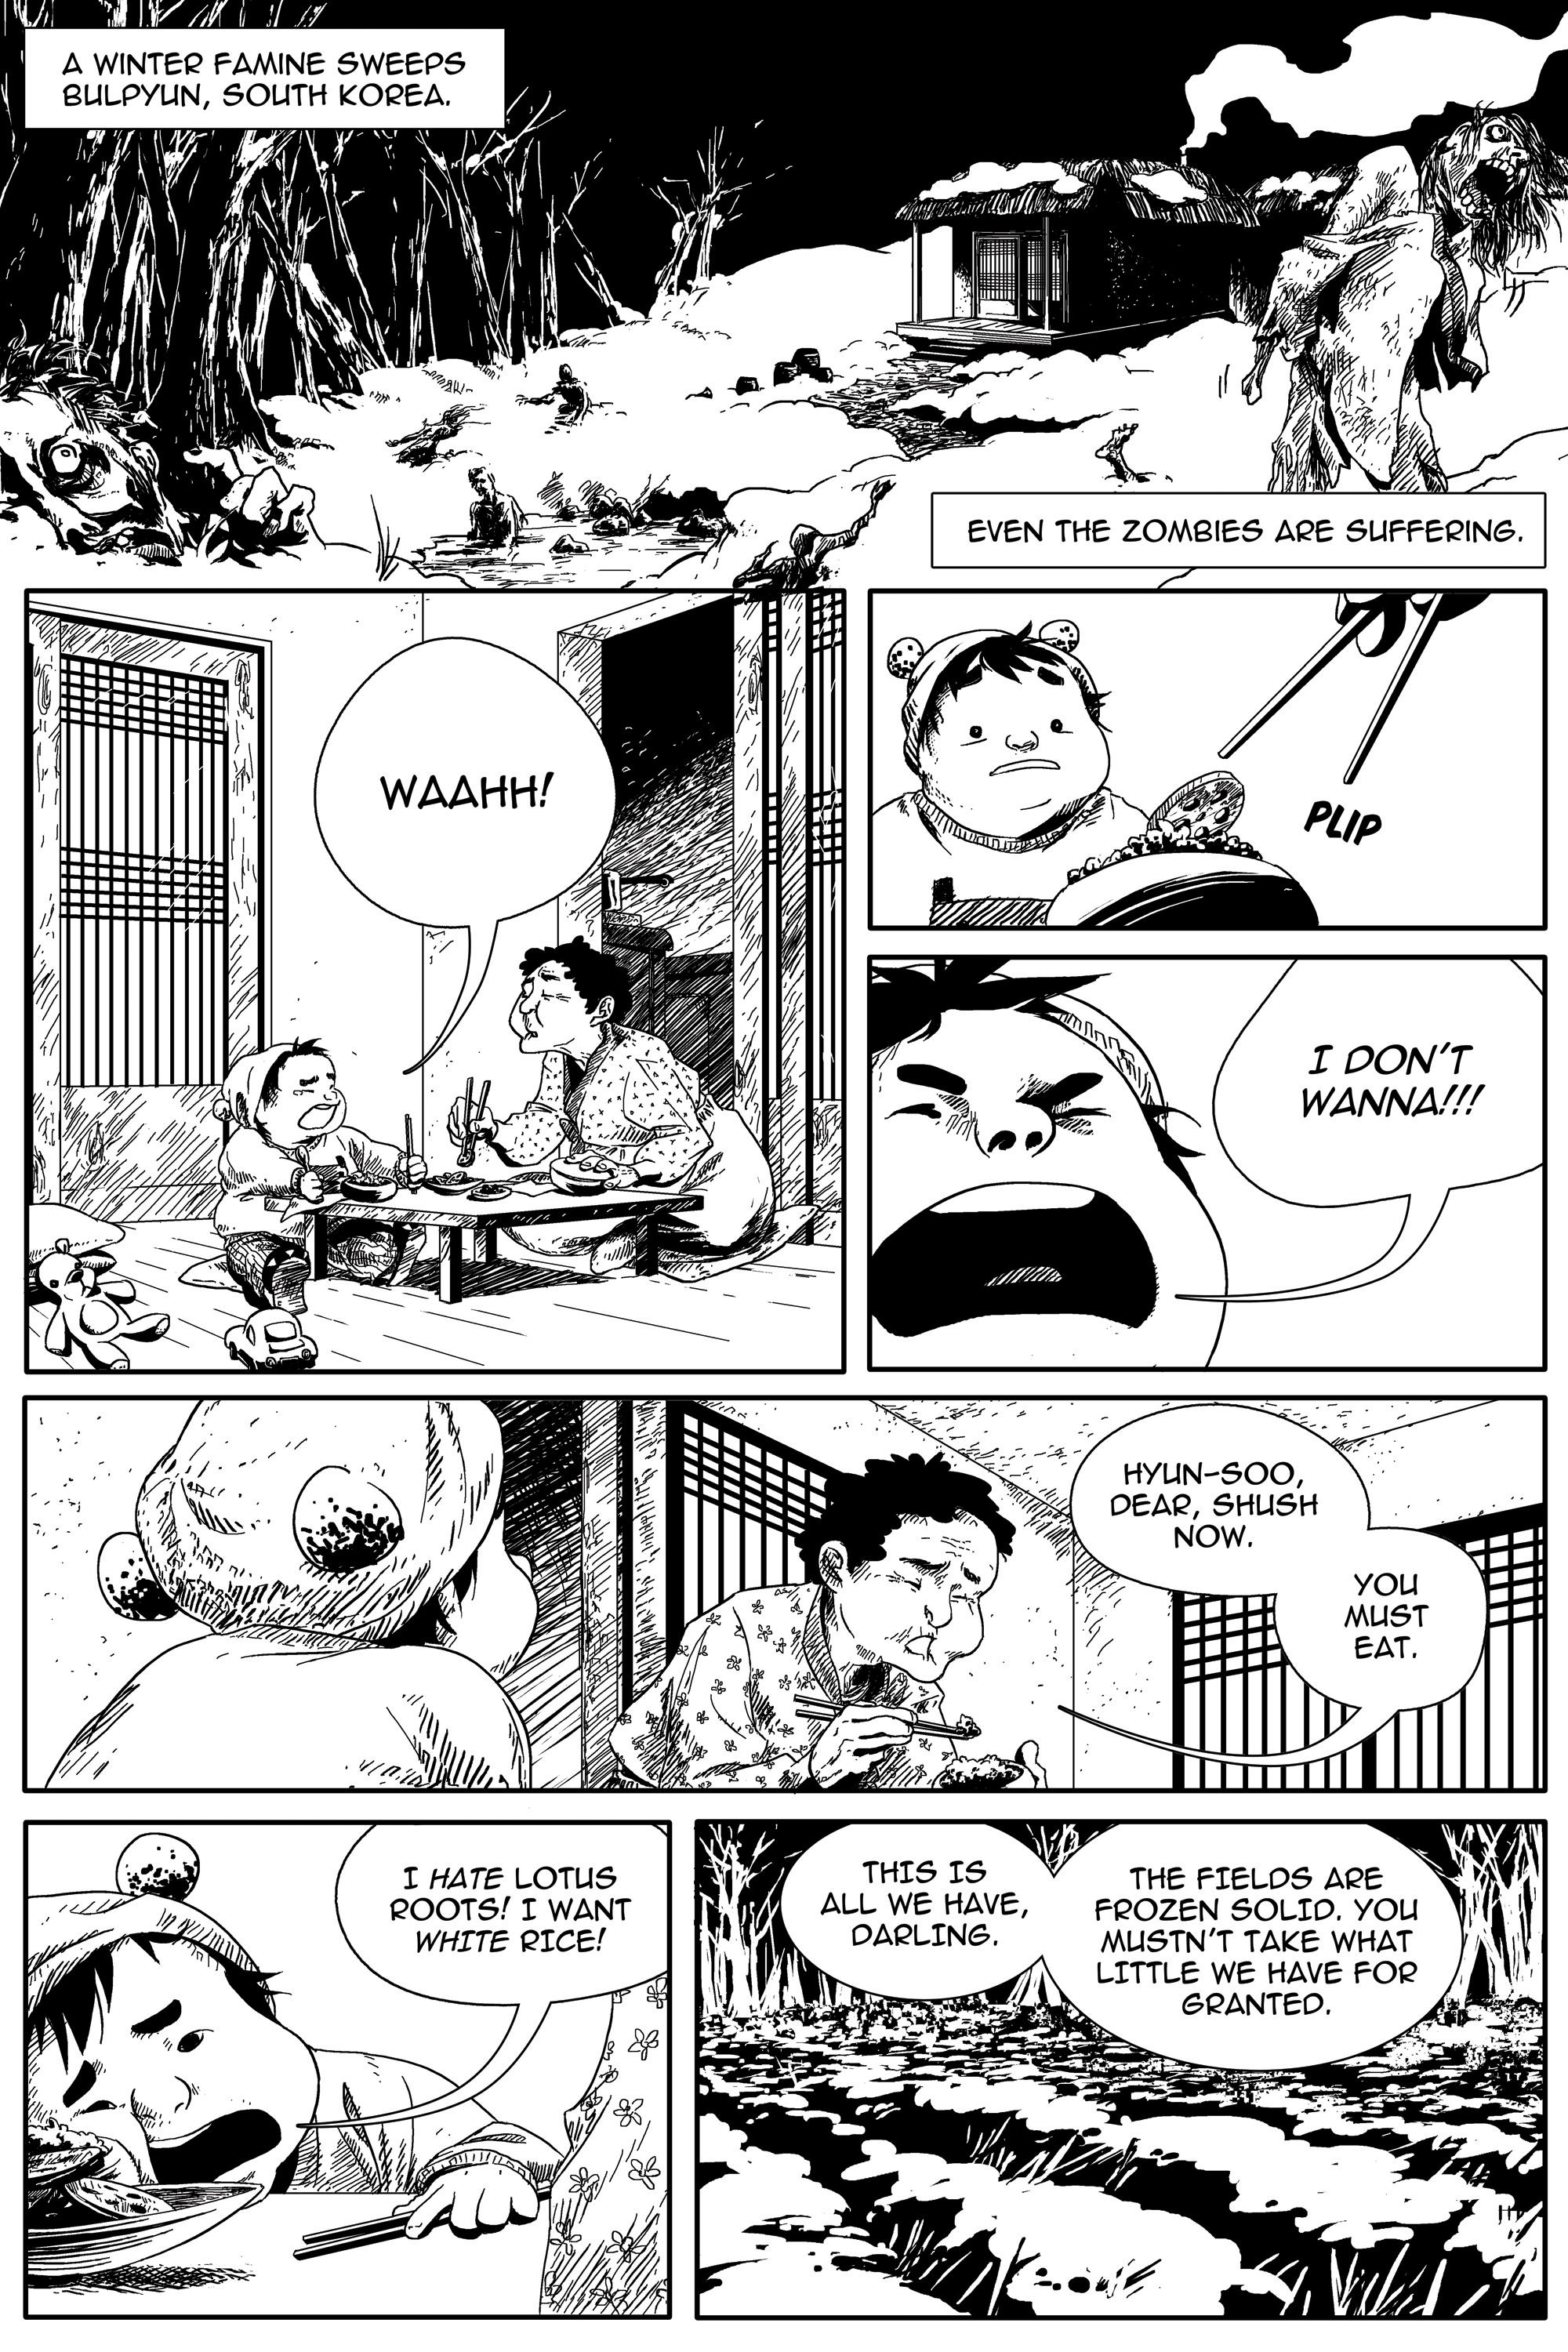 A WINTER FAMINE SWEEPS
BULPYUN, SOUTH KOREA.
EVEN THE ZOMBIES ARE SUFFERING.
WAAHH!
PLIP
I DON'T
WANNA!!!
HYUN-SOO,
DEAR, SHUSH
NOW.
YOU
MUST
EAT.
I HATE LOTUS
ROOTS! I WANT
WHITE RICE!
THIS IS
ALL WE HAVE,
DARLING.
THE FIELDS ARE
FROZEN SOLID. YOU
MUSTN'T TAKE WHAT
LITTLE WE HAVE FOR
GRANTED.